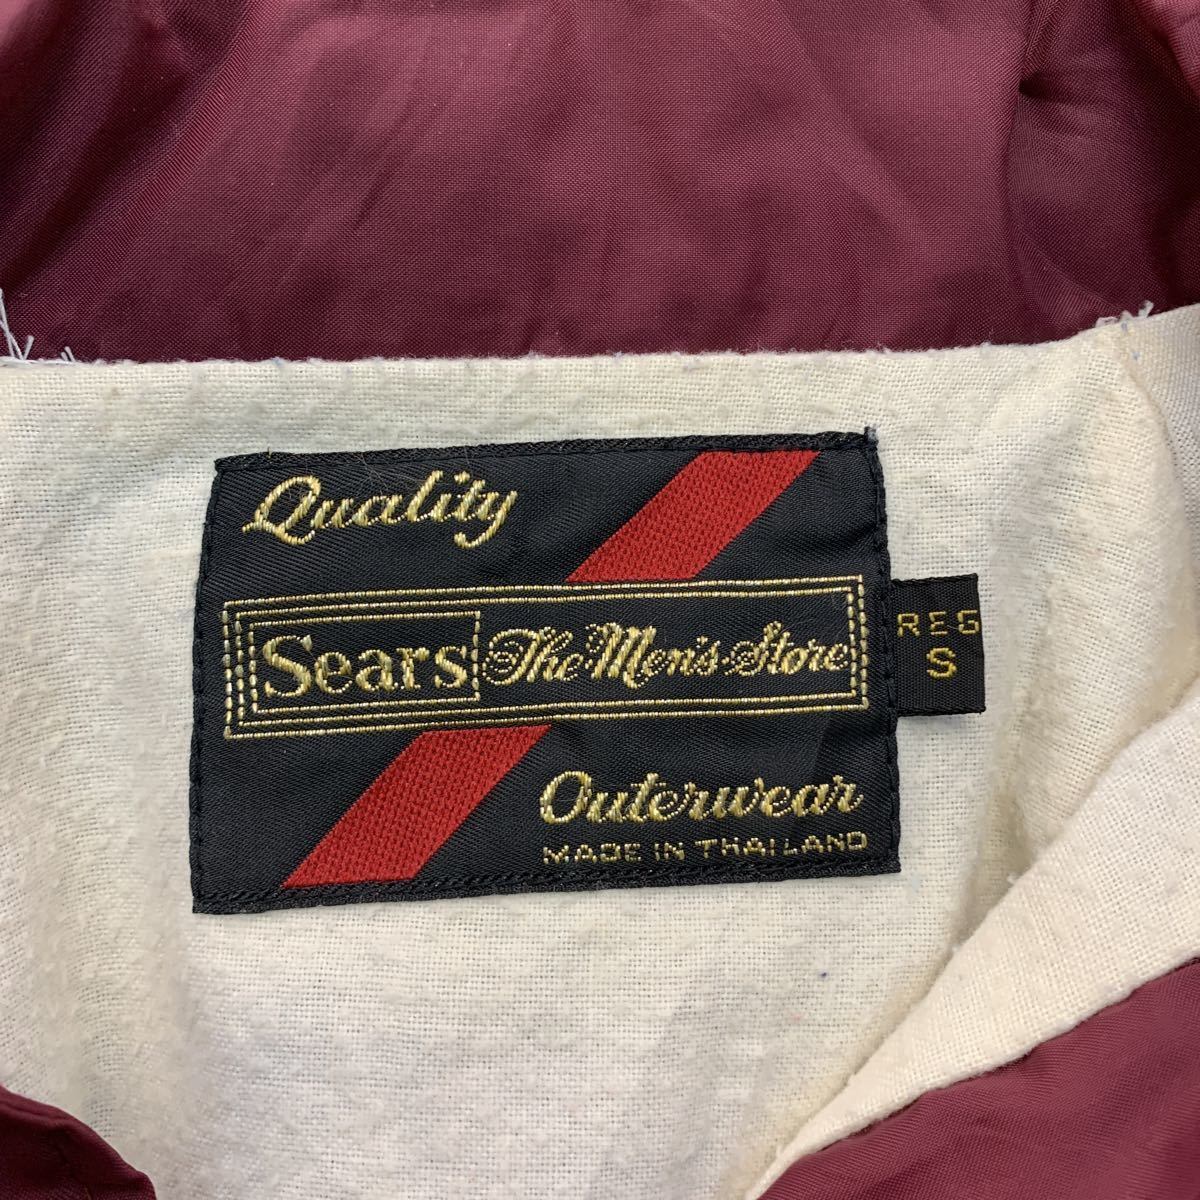 Quality
Sears The Men's Store
Outerwear
MADE IN THAILAND
REG
S